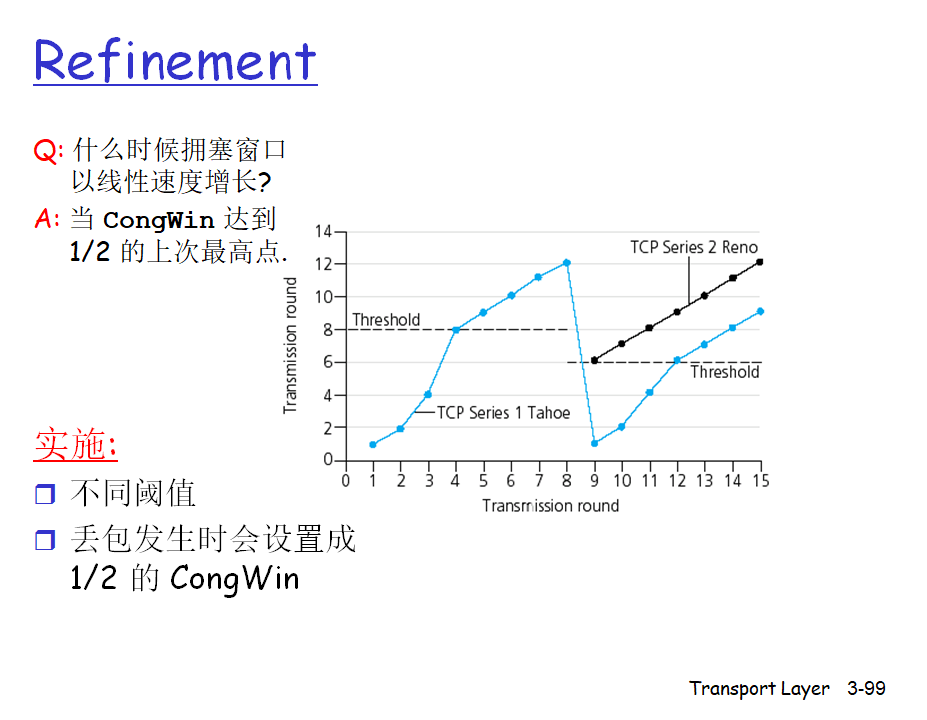 Refinement
Q: 什么时候拥塞窗口
以线性速度增长?
A: 当 CongWin 达到
1/2 的上次最高点.
14
12
10
8
6
4
2
0
Transmission round
TCP Series 2 Reno
Threshold
Threshold
TCP Series 1 Tahoe
0 1 2 3 4 5 6 7 8 9 10 11 12 13 14 15
Transmission round
实施:
不同阈值
丢包发生时会设置成
1/2 的 CongWin
Transport Layer 3-99